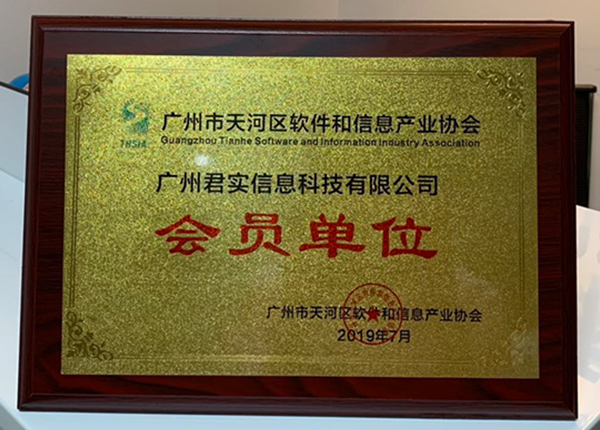 广州市天河区软件和信息产业协会
Guangzhou Tianhe Software and Information Industry Association
THSIA
广州君实信息科技有限公司
会员单位
广州市天河区软件和信息产业协会
2019年7月